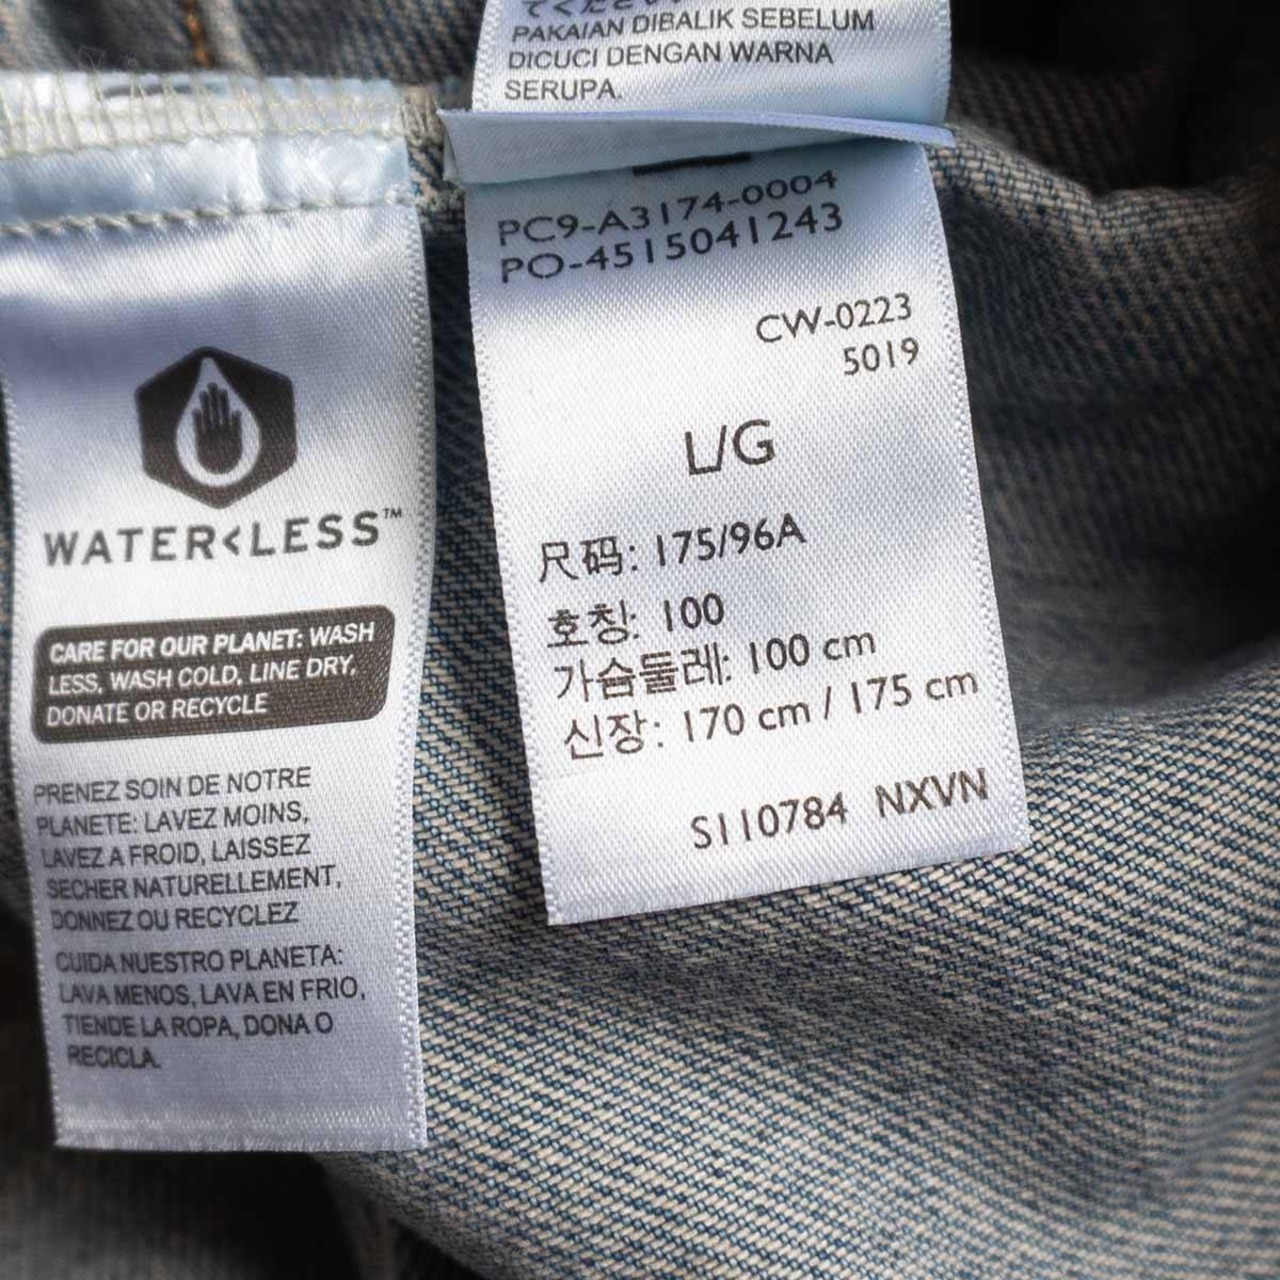 PAKAIAN DIBALIK SEBELUM
DICUCI DENGAN WARNA
SERUPA.
PC9-A3174-0004
PO-4515041243
CW-0223
5019
L/G
尺码: 175/96A
호칭: 100
가슴둘레: 100 cm
신장: 170 cm / 175 cm
S110784 NXVN
WATER<LESS™
CARE FOR OUR PLANET: WASH
LESS, WASH COLD, LINE DRY,
DONATE OR RECYCLE
PRENEZ SOIN DE NOTRE
PLANETE: LAVEZ MOINS,
LAVEZ A FROID, LAISSEZ
SECHER NATURELLEMENT,
DONNEZ OU RECYCLEZ
CUIDA NUESTRO PLANETA:
LAVA MENOS, LAVA EN FRIO,
TIENDE LA ROPA, DONA O
RECICLA.